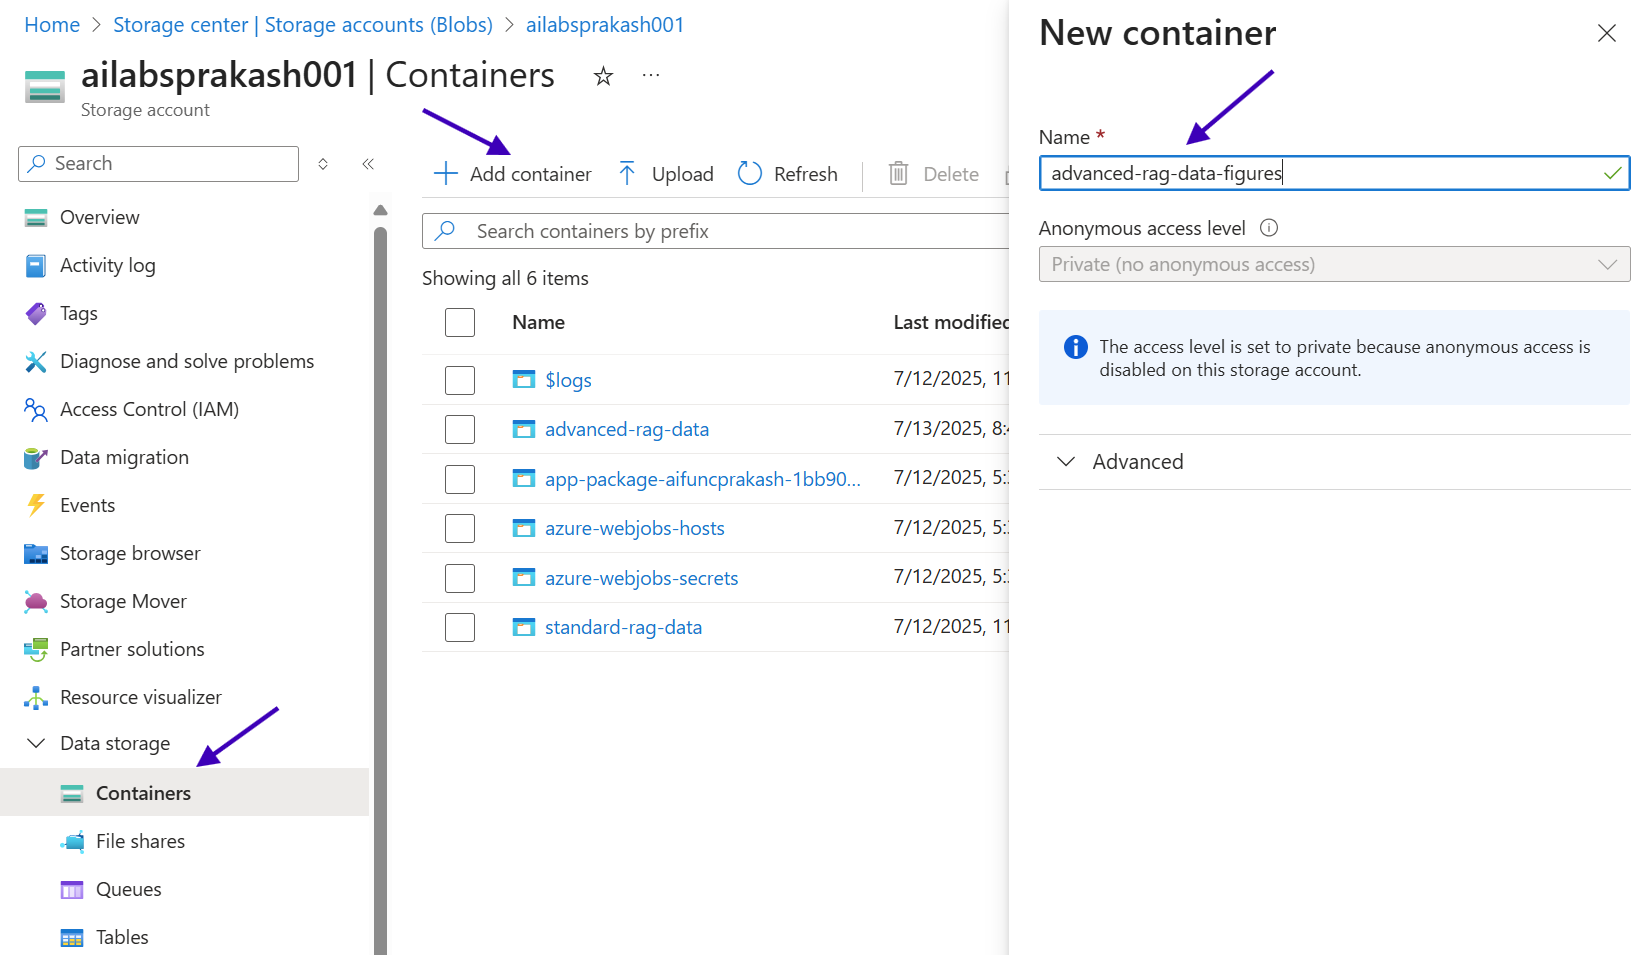 Home > Storage center | Storage accounts (Blobs) > ailabsprakash001
ailabsprakash001 | Containers
Storage account
Search
Overview
Activity log
Tags
Diagnose and solve problems
Access Control (IAM)
Data migration
Events
Storage browser
Storage Mover
Partner solutions
Resource visualizer
Data storage
Containers
File shares
Queues
Tables
Add container
Upload
Refresh
Delete
Search containers by prefix
Showing all 6 items
Name Last modified
$logs 7/12/2025, 11
advanced-rag-data 7/13/2025, 8:4
app-package-aifuncprakash-1bb90... 7/12/2025, 5:
azure-webjobs-hosts 7/12/2025, 5:
azure-webjobs-secrets 7/12/2025, 5:
standard-rag-data 7/12/2025, 11
New container
Name *
advanced-rag-data-figures
Anonymous access level
Private (no anonymous access)
The access level is set to private because anonymous access is
disabled on this storage account.
Advanced